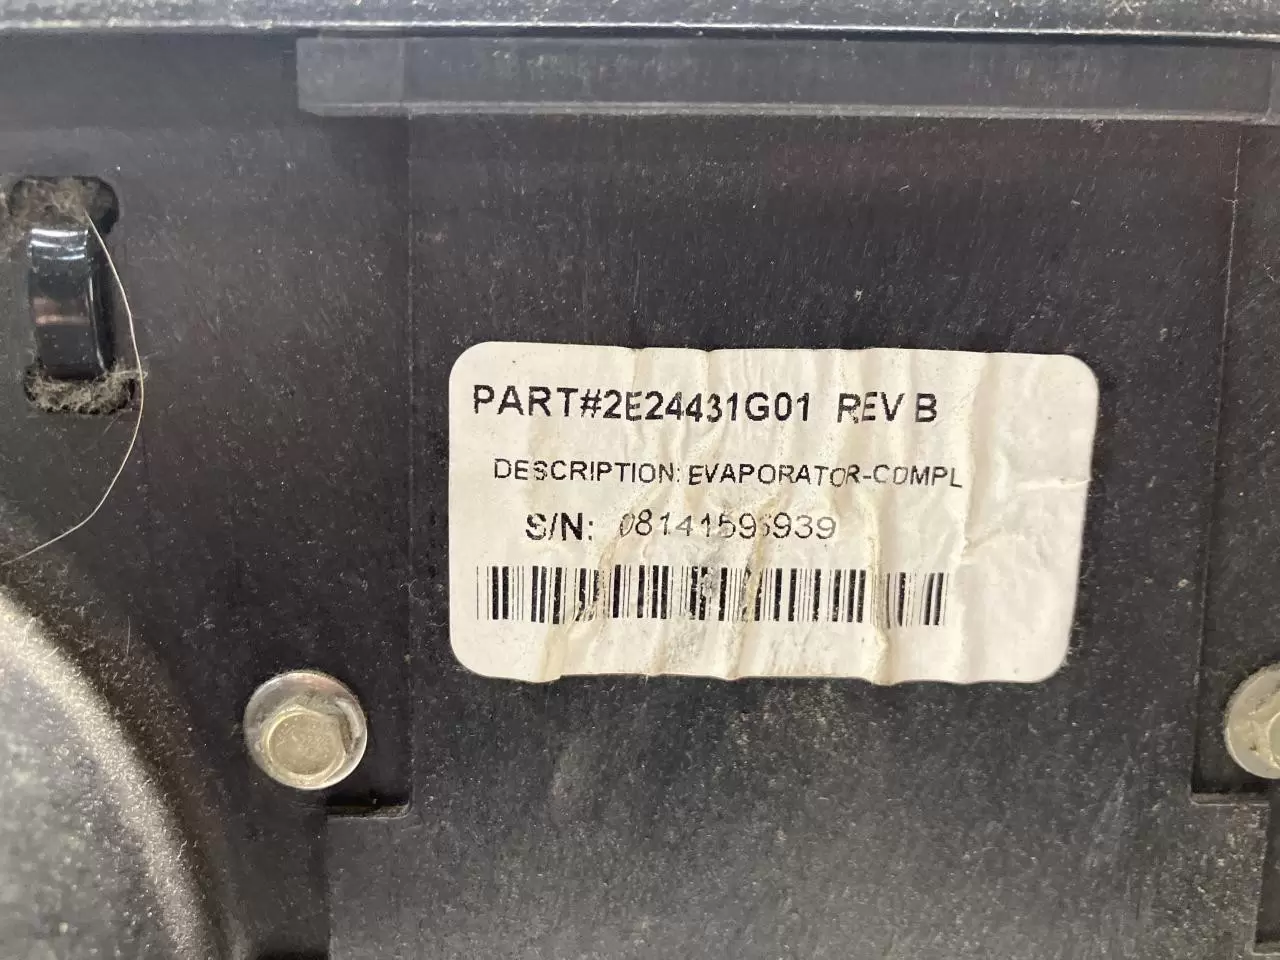 PART#2E24431G01 REV B
DESCRIPTION: EVAPORATOR-COMPL
S/N: 08141596939